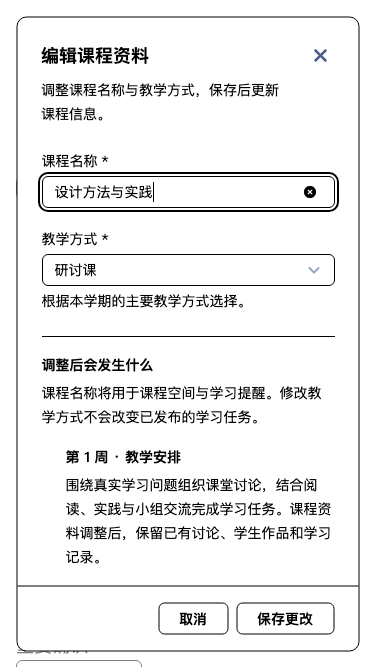 编辑课程资料
调整课程名称与教学方式，保存后更新
课程信息。
课程名称 *
设计方法与实践
教学方式 *
研讨课
根据本学期的主要教学方式选择。
调整后会发生什么
课程名称将用于课程空间与学习提醒。修改教
学方式不会改变已发布的学习任务。
第 1 周 · 教学安排
围绕真实学习问题组织课堂讨论，结合阅
读、实践与小组交流完成学习任务。课程资
料调整后，保留已有讨论、学生作品和学习
记录。
取消
保存更改